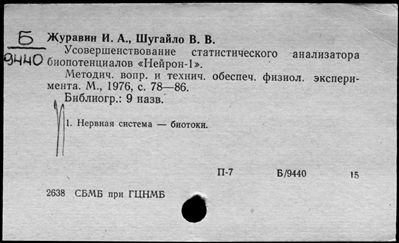 Б
9440
Журавин И. А., Шугайло В. В.
Усовершенствование статистического анализатора
биопотенциалов «Нейрон-1».
Методич. вопр. и технич. обеспеч. физиол. экспери-
мента. М., 1976, с. 78—86.
Библиогр.: 9 назв.
1. Нервная система — биотоки.
П-7 Б/9440 15
2638 СБМБ при ГЦНМБ